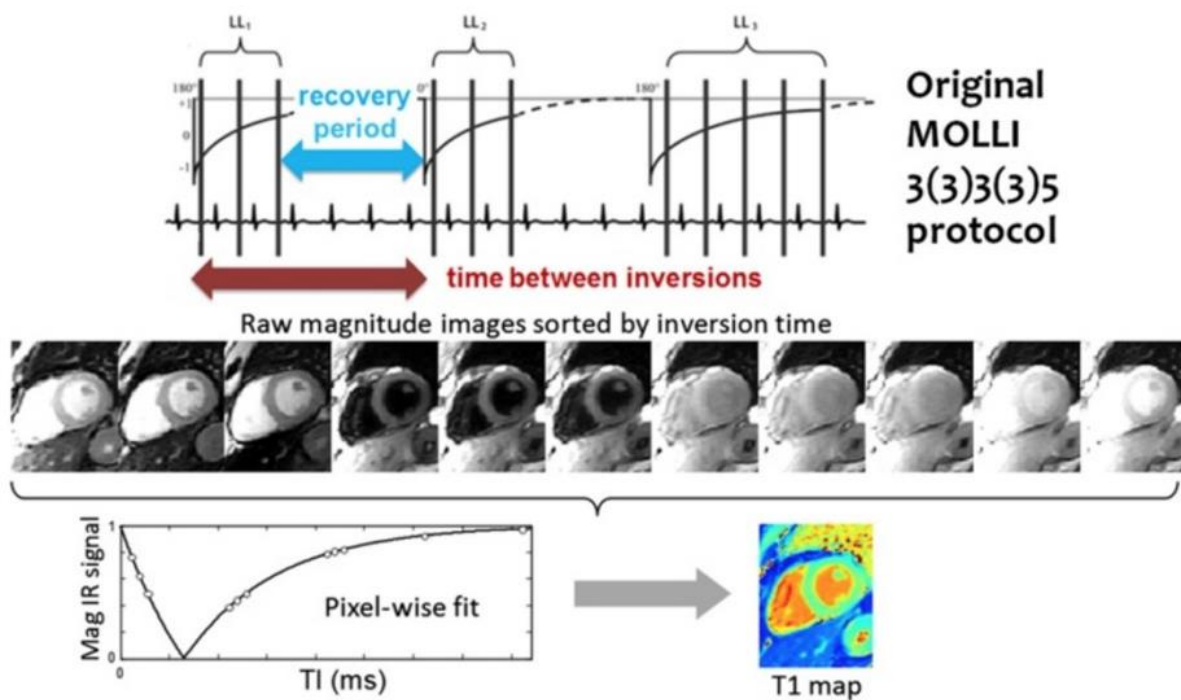 LL₁
LL₂
LL₃
180°
0°
180°
+1
0
-1
recovery
period
Original
MOLLI
3(3)3(3)5
protocol
time between inversions
Raw magnitude images sorted by inversion time
Mag IR signal
1
0
0
Pixel-wise fit
TI (ms)
T1 map